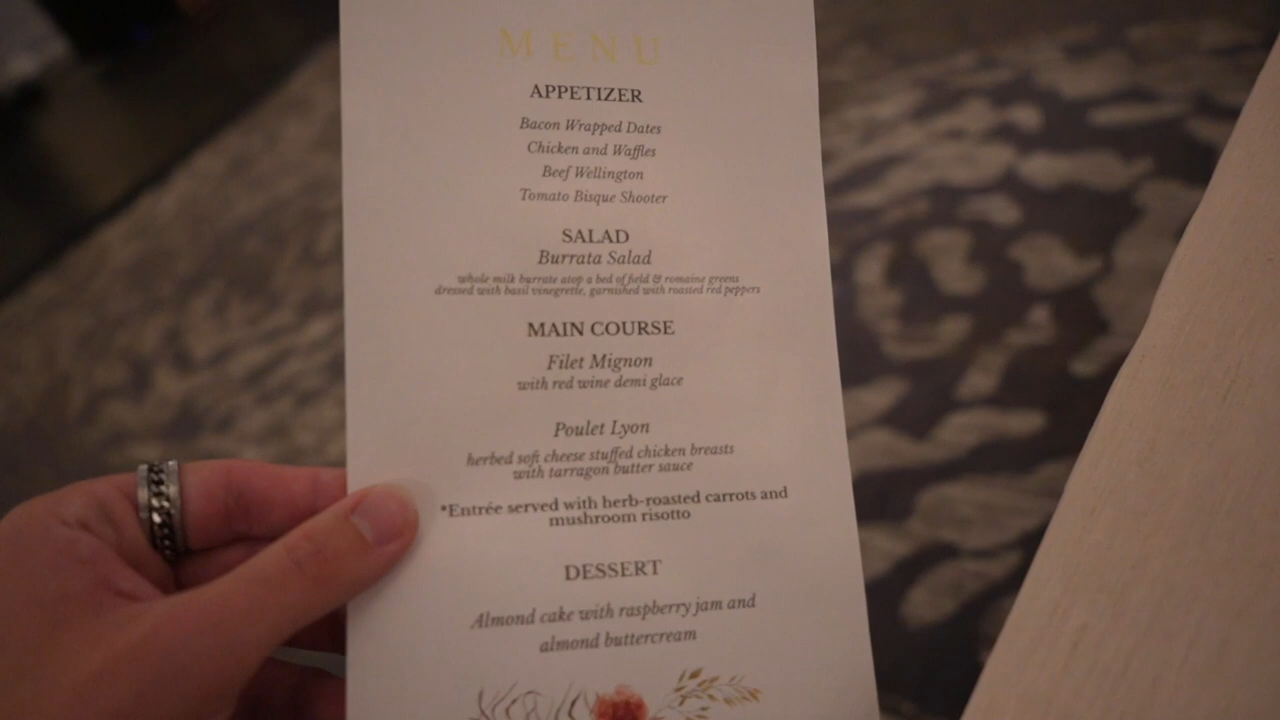 MENU
APPETIZER
Bacon Wrapped Dates
Chicken and Waffles
Beef Wellington
Tomato Bisque Shooter
SALAD
Burrata Salad
whole milk burrate atop a bed of field & romaine greens
dressed with basil vinegrette, garnished with roasted red peppers
MAIN COURSE
Filet Mignon
with red wine demi glace
Poulet Lyon
herbed soft cheese stuffed chicken breasts
with tarragon butter sauce
*Entrée served with herb-roasted carrots and
mushroom risotto
DESSERT
Almond cake with raspberry jam and
almond buttercream